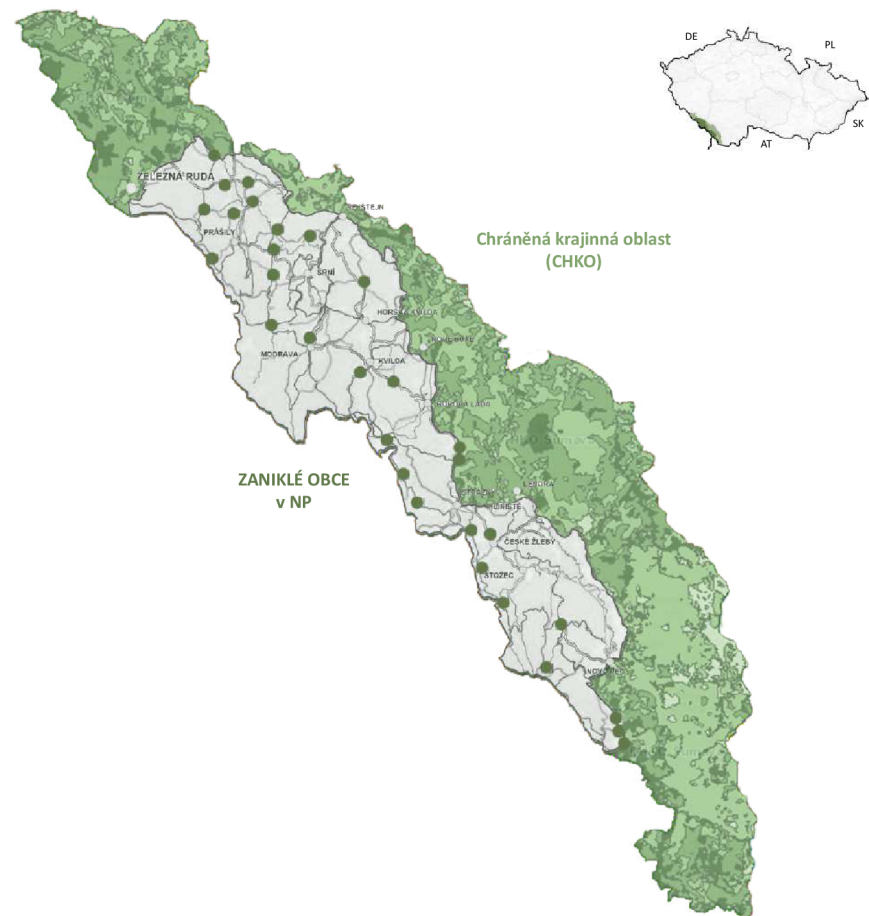 DE
PL
SK
AT
ŽELEZNÁ RUDA
PRÁŠILY
SRNÍ
Chráněná krajinná oblast
(CHKO)
MODRAVA
KVILDA
ZANIKLÉ OBCE
v NP
LENORA
ČESKÉ ŽLEBY
STOŽEC